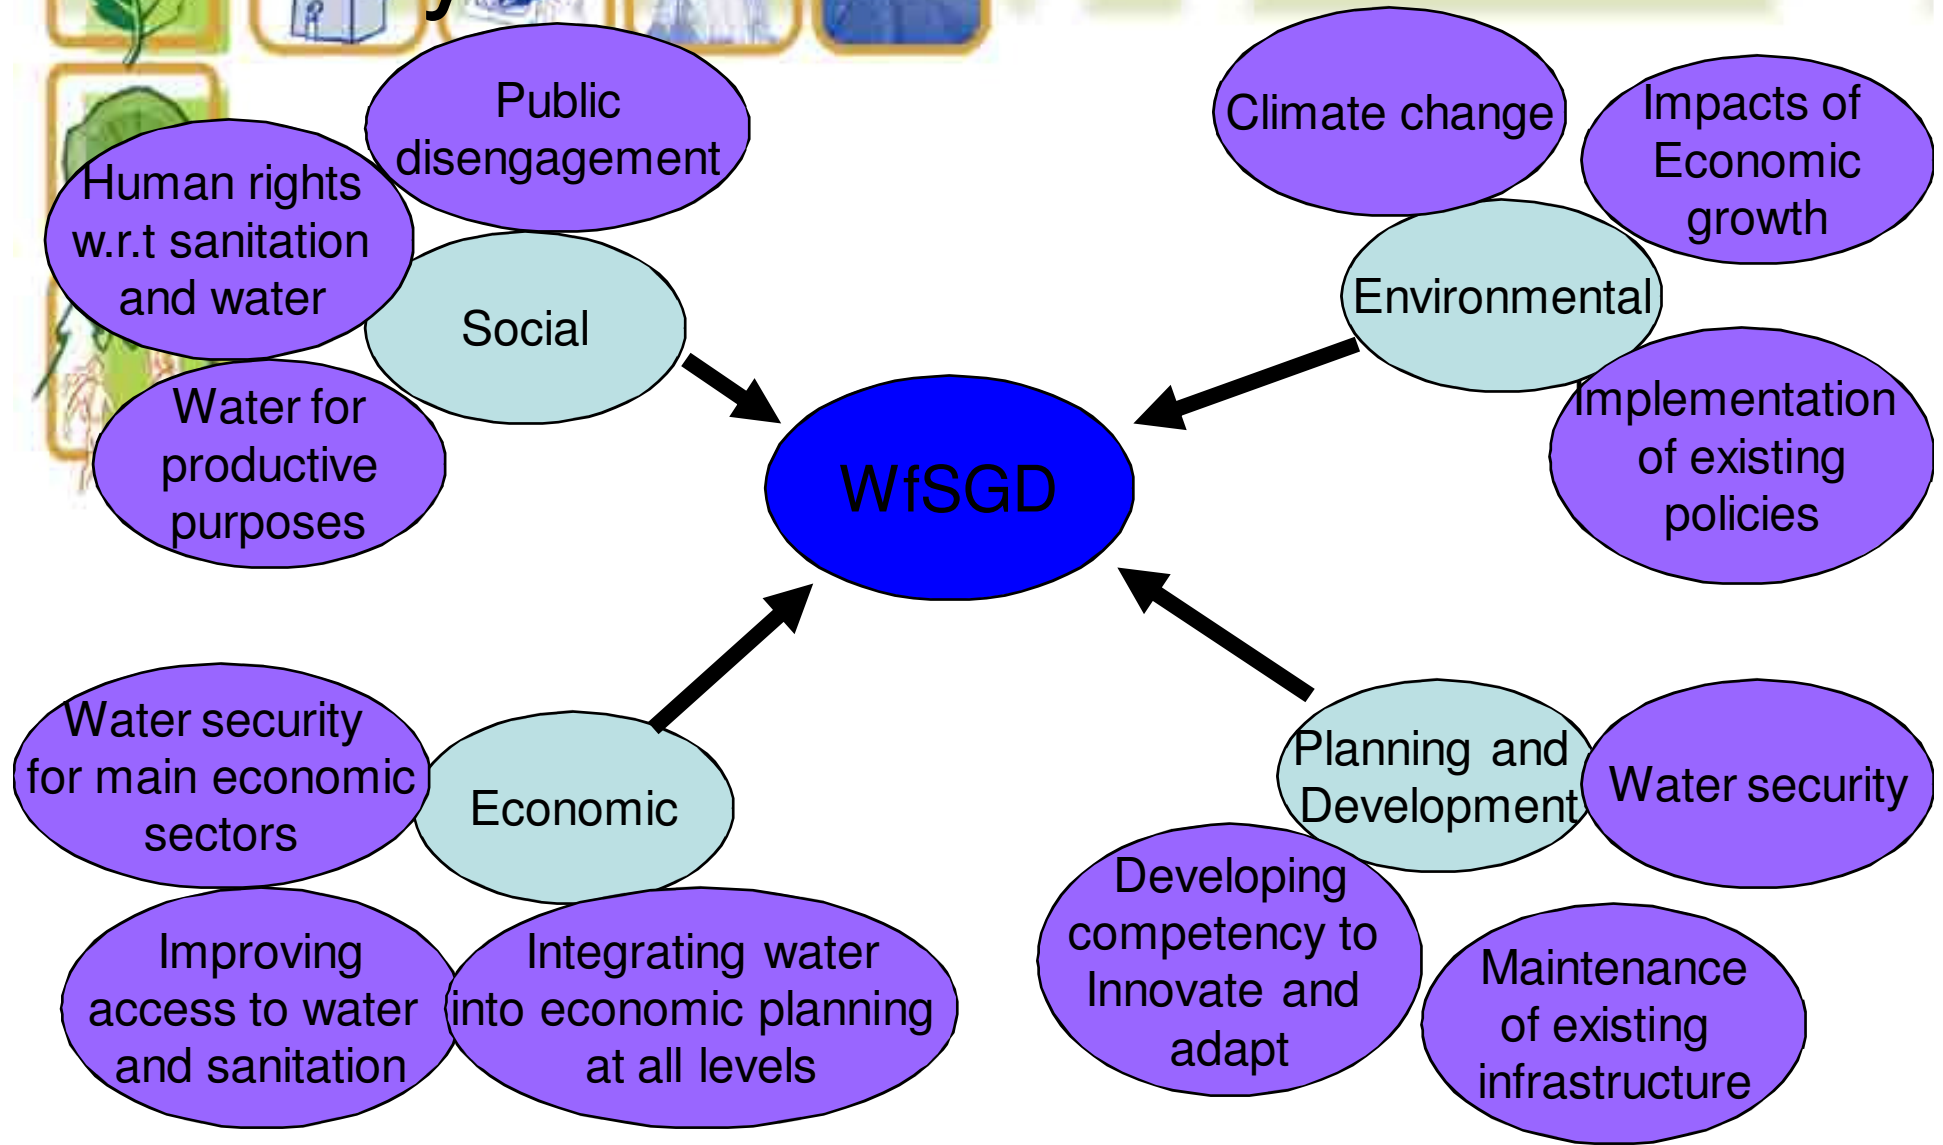 Public
disengagement
Human rights
w.r.t sanitation
and water
Social
Water for
productive
purposes
Climate change
Impacts of
Economic
growth
Environmental
Implementation
of existing
policies
WfSGD
Water security
for main economic
sectors
Economic
Improving
access to water
and sanitation
Integrating water
into economic planning
at all levels
Planning and
Development
Water security
Developing
competency to
Innovate and
adapt
Maintenance
of existing
infrastructure